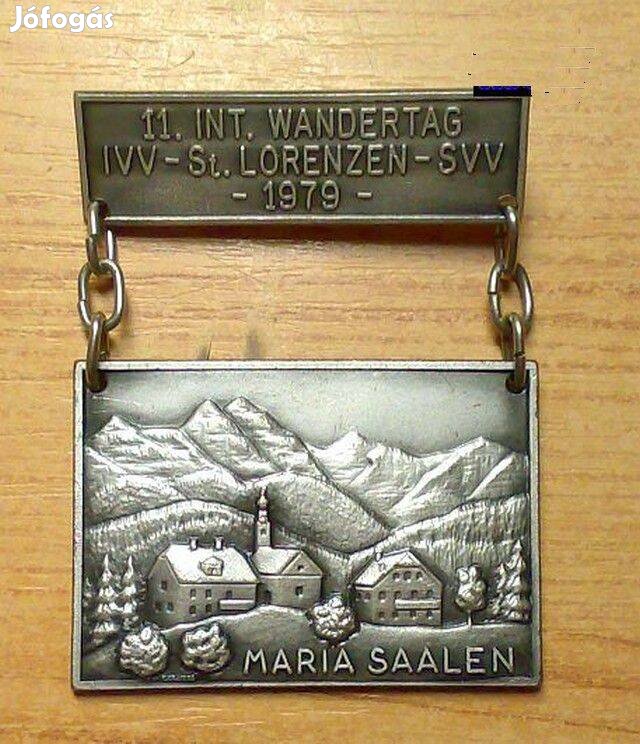 Jófogás
11. INT. WANDERTAG
IVV - St. LORENZEN - SVV
- 1979 -
MARIA SAALEN